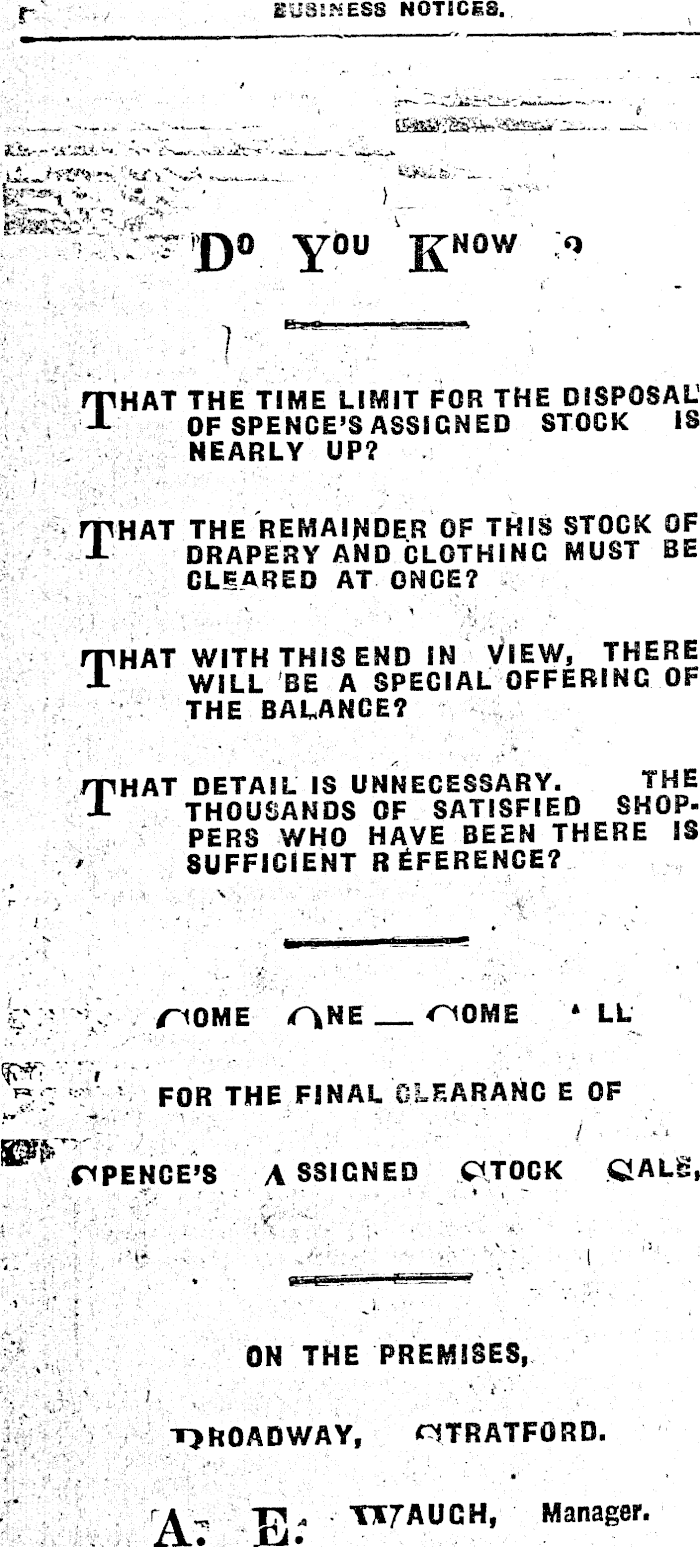 BUSINESS NOTICES.
DO YOU KNOW ?
THAT THE TIME LIMIT FOR THE DISPOSAL
OF SPENCE'S ASSIGNED STOCK IS
NEARLY UP?
THAT THE REMAINDER OF THIS STOCK OF
DRAPERY AND CLOTHING MUST BE
CLEARED AT ONCE?
THAT WITH THIS END IN VIEW, THERE
WILL BE A SPECIAL OFFERING OF
THE BALANCE?
THAT DETAIL IS UNNECESSARY. THE
THOUSANDS OF SATISFIED SHOP-
PERS WHO HAVE BEEN THERE IS
SUFFICIENT REFERENCE?
COME ONE — COME ALL
FOR THE FINAL CLEARANCE OF
SPENCE'S ASSIGNED STOCK SALE,
ON THE PREMISES,
BROADWAY, STRATFORD.
A. E. WAUGH, Manager.